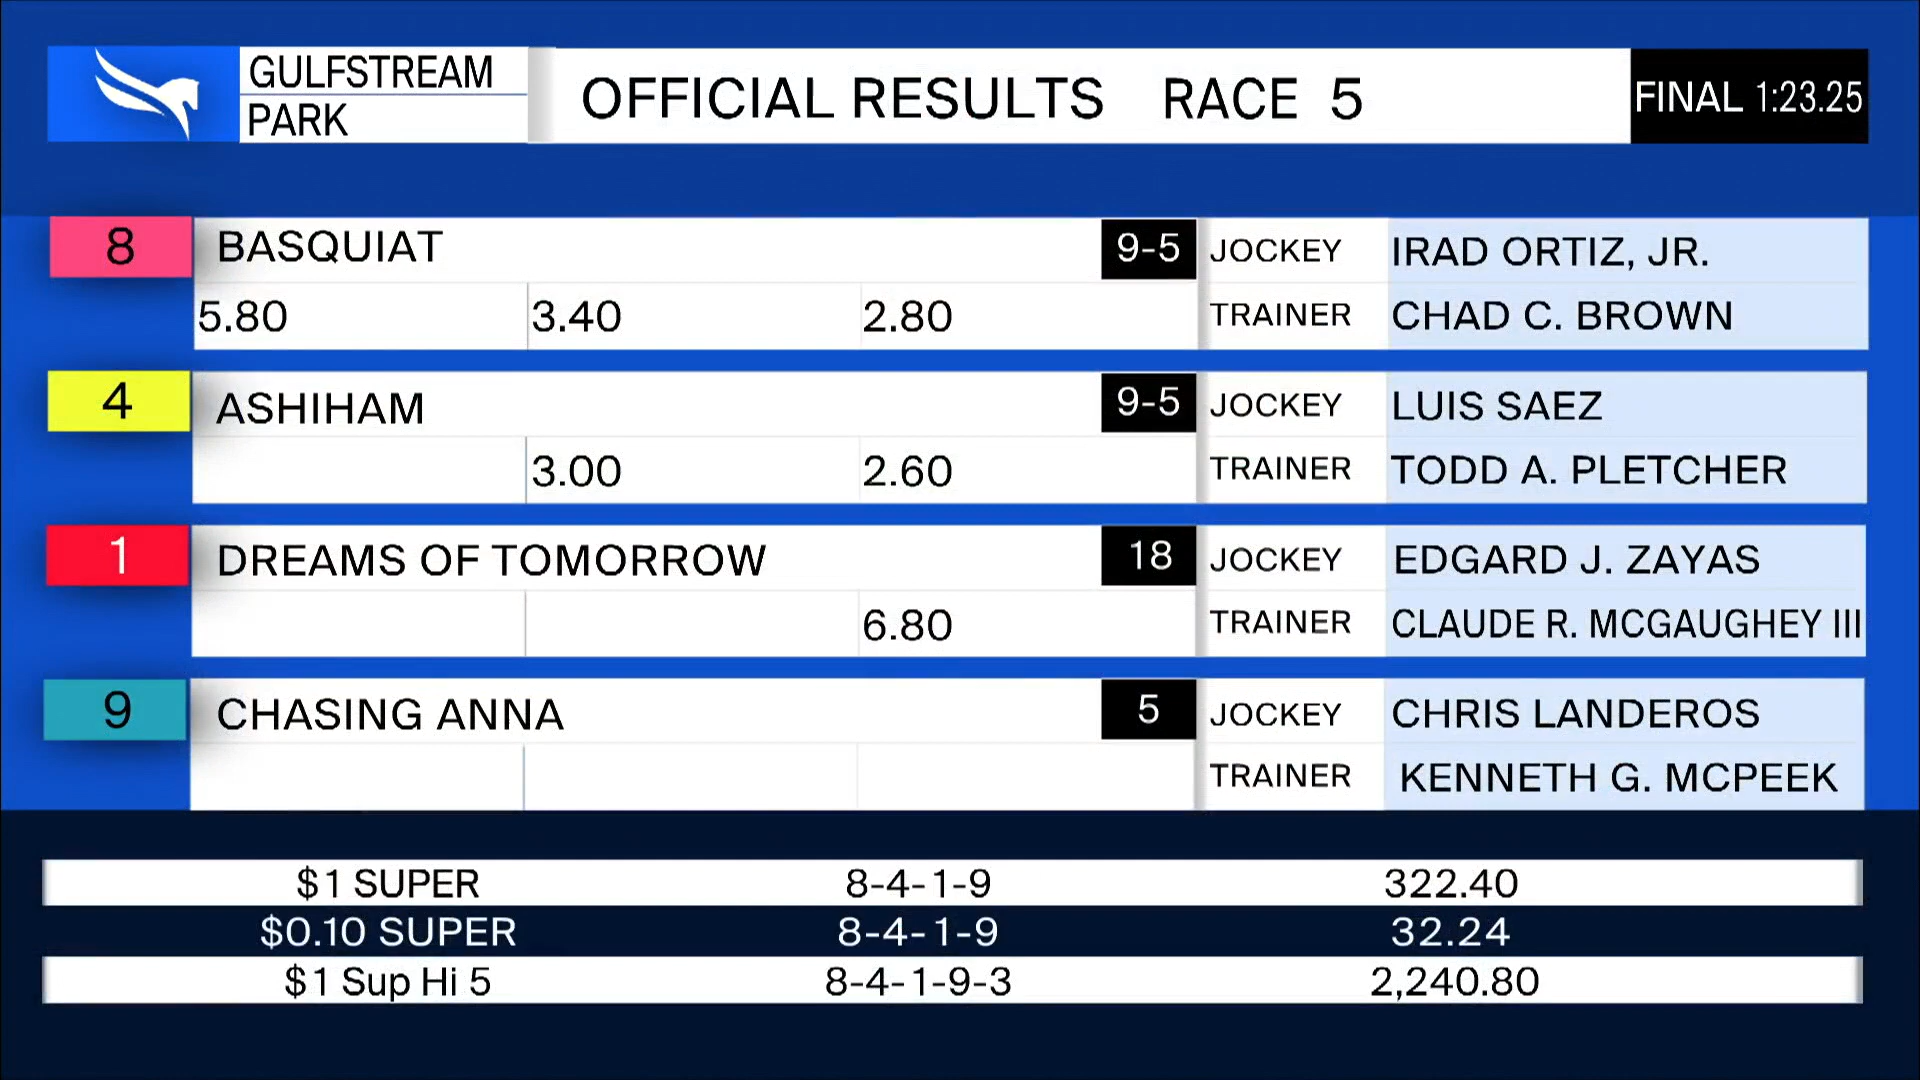 GULFSTREAM
PARK
OFFICIAL RESULTS RACE 5
FINAL 1:23.25
8 BASQUIAT 9-5 JOCKEY IRAD ORTIZ, JR.
5.80 3.40 2.80 TRAINER CHAD C. BROWN
4 ASHIHAM 9-5 JOCKEY LUIS SAEZ
3.00 2.60 TRAINER TODD A. PLETCHER
1 DREAMS OF TOMORROW 18 JOCKEY EDGARD J. ZAYAS
6.80 TRAINER CLAUDE R. MCGAUGHEY III
9 CHASING ANNA 5 JOCKEY CHRIS LANDEROS
TRAINER KENNETH G. MCPEEK
$1 SUPER 8-4-1-9 322.40
$0.10 SUPER 8-4-1-9 32.24
$1 Sup Hi 5 8-4-1-9-3 2,240.80